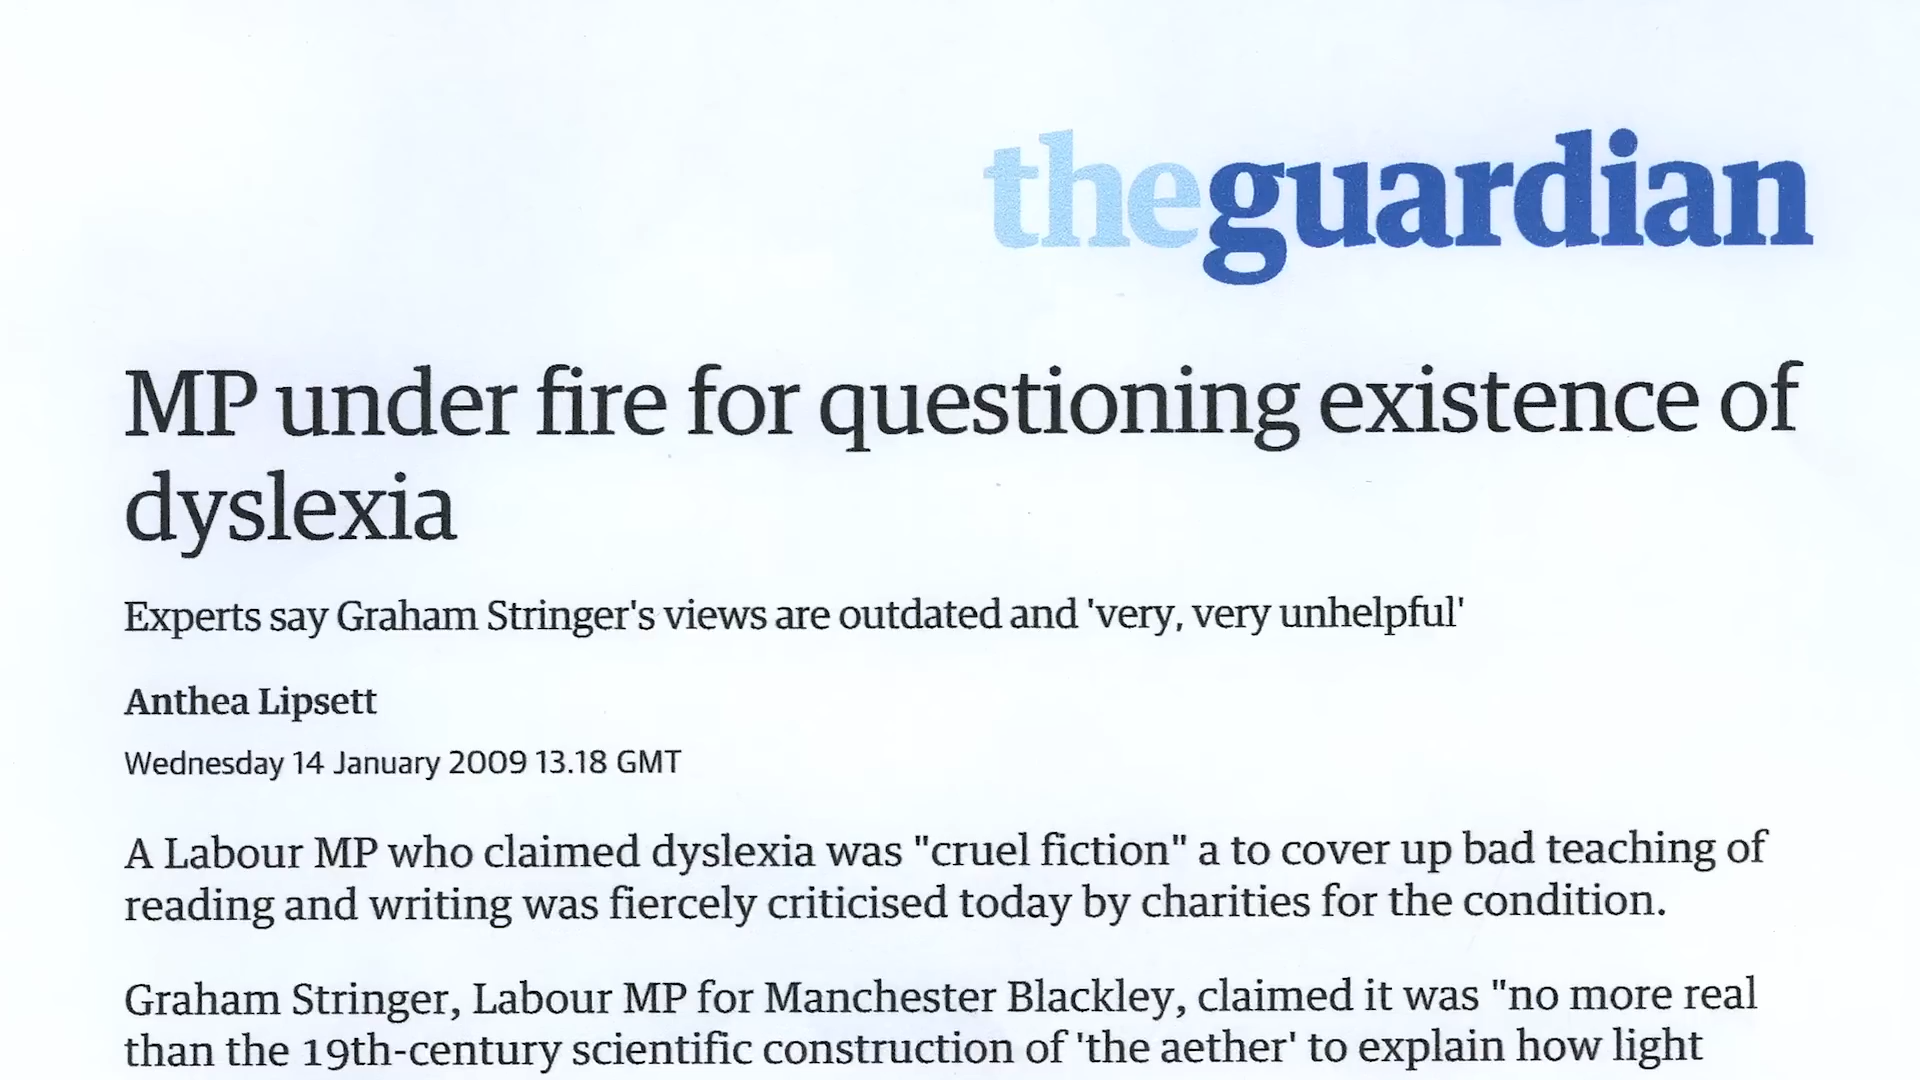 theguardian
MP under fire for questioning existence of
dyslexia
Experts say Graham Stringer's views are outdated and 'very, very unhelpful'
Anthea Lipsett
Wednesday 14 January 2009 13.18 GMT
A Labour MP who claimed dyslexia was "cruel fiction" a to cover up bad teaching of
reading and writing was fiercely criticised today by charities for the condition.
Graham Stringer, Labour MP for Manchester Blackley, claimed it was "no more real
than the 19th-century scientific construction of 'the aether' to explain how light